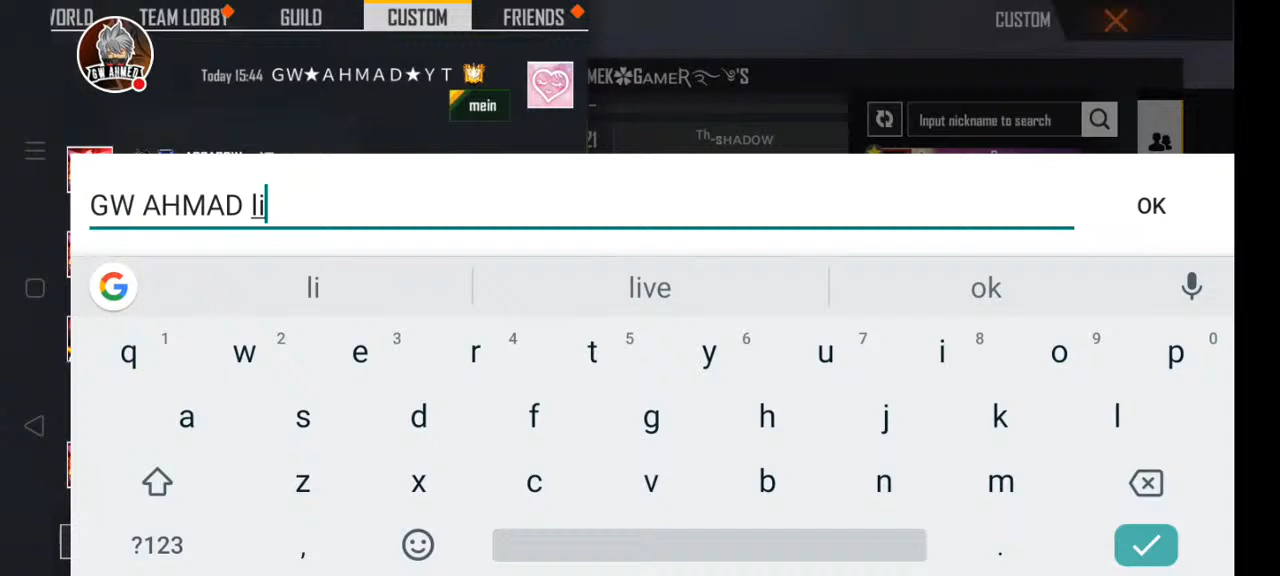 WORLD TEAM LOBBY GUILD CUSTOM FRIENDS CUSTOM
GW AHMED
Today 15:44 GW★AHMAD★YT
mein
MEK✤GAMER࿐༄'S
21 Th-SHADOW
Input nickname to search
GW AHMAD li
OK
G li live ok
q 1 w 2 e 3 r 4 t 5 y 6 u 7 i 8 o 9 p 0
a s d f g h j k l
z x c v b n m
?123 , .